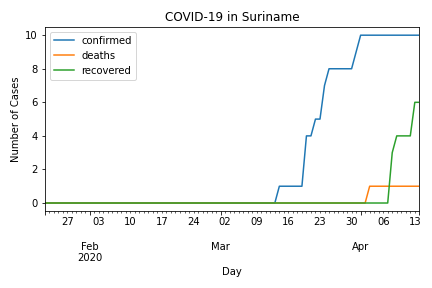 COVID-19 in Suriname
confirmed
deaths
recovered
Number of Cases
10
8
6
4
2
0
27 03 10 17 24 02 09 16 23 30 06 13
Feb Mar Apr
2020
Day